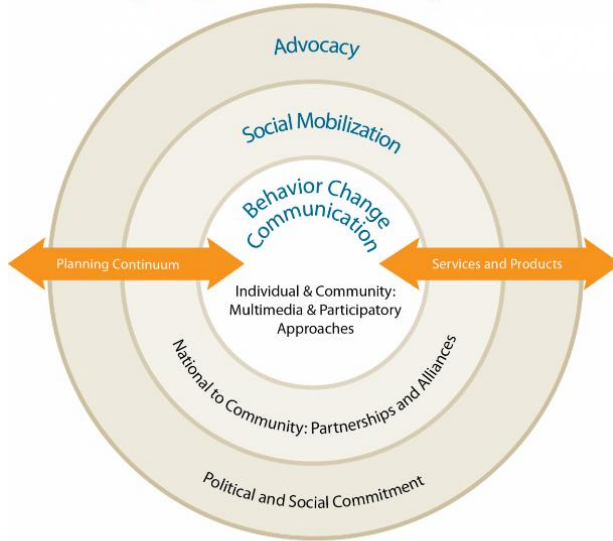 Advocacy
Social Mobilization
Behavior Change
Communication
Planning Continuum
Services and Products
Individual & Community:
Multimedia & Participatory
Approaches
National to Community: Partnerships and Alliances
Political and Social Commitment